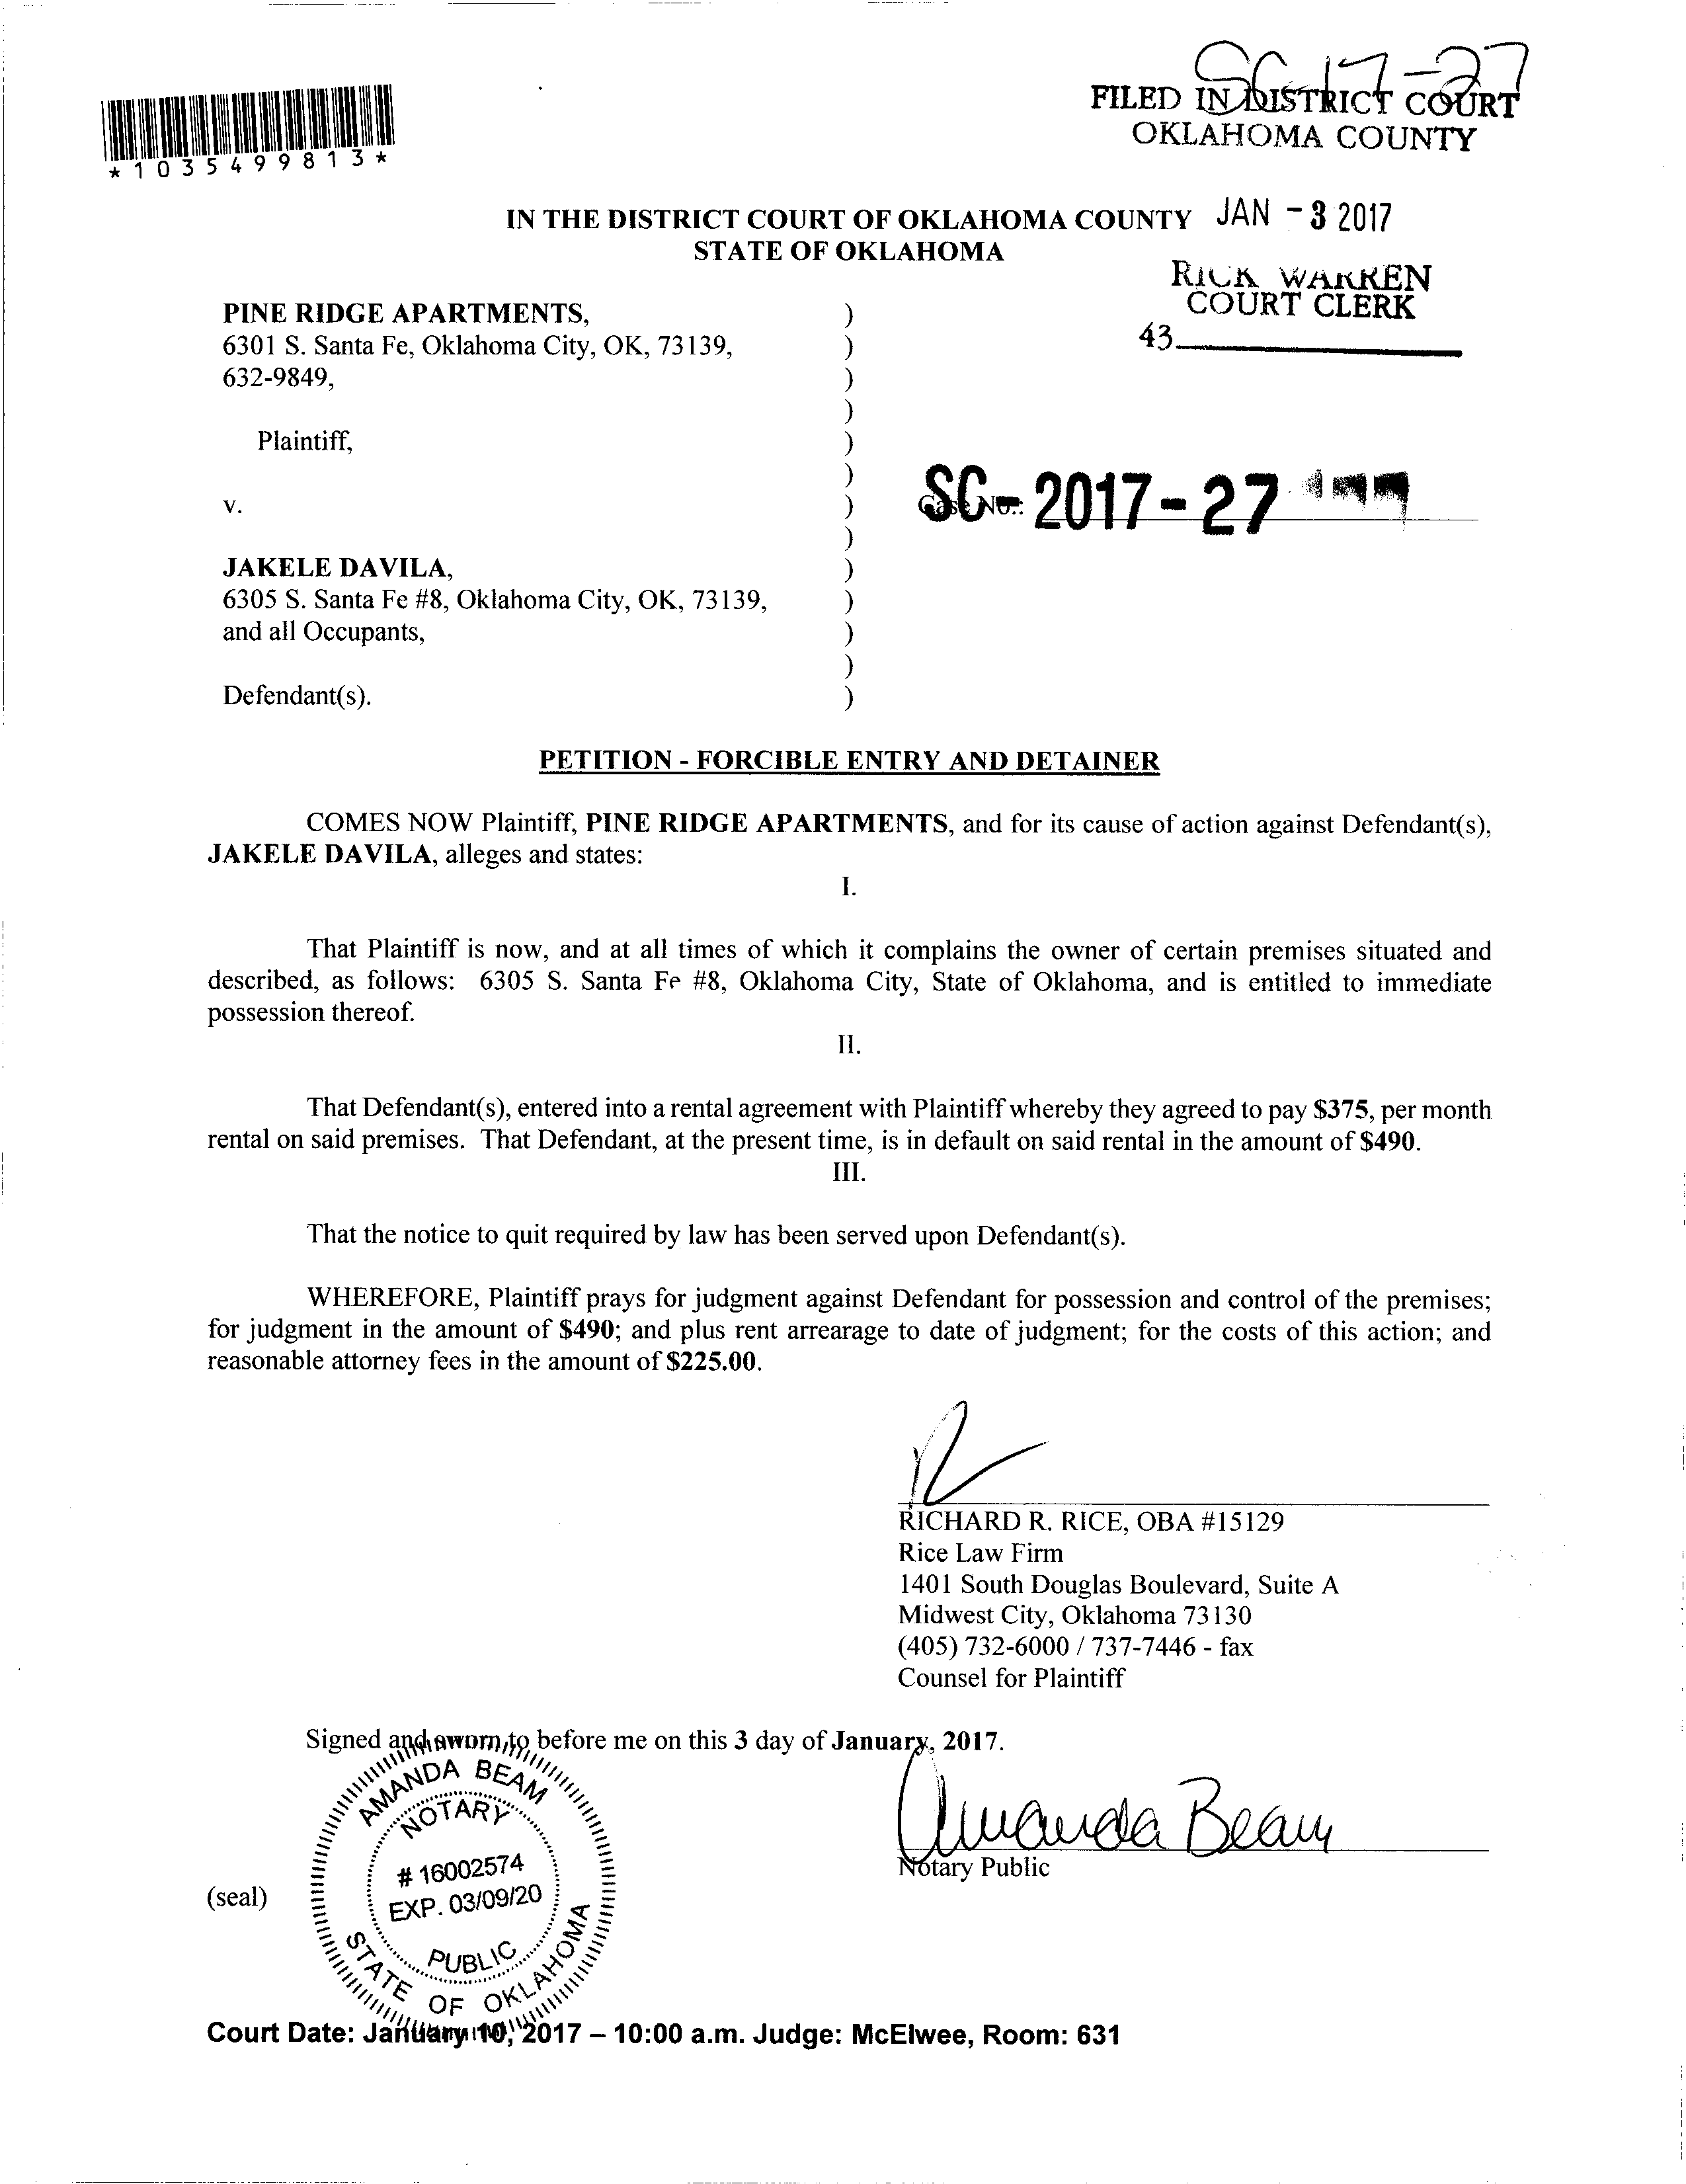 SC-17-27
FILED IN DISTRICT COURT
OKLAHOMA COUNTY
*1035499813*
IN THE DISTRICT COURT OF OKLAHOMA COUNTY JAN - 3 2017
STATE OF OKLAHOMA
RICK WARREN
COURT CLERK
43
PINE RIDGE APARTMENTS, )
6301 S. Santa Fe, Oklahoma City, OK, 73139, )
632-9849, )
)
Plaintiff, )
)
v. ) Case No.: SC-2017-27
)
JAKELE DAVILA, )
6305 S. Santa Fe #8, Oklahoma City, OK, 73139, )
and all Occupants, )
)
Defendant(s). )
PETITION - FORCIBLE ENTRY AND DETAINER
COMES NOW Plaintiff, PINE RIDGE APARTMENTS, and for its cause of action against Defendant(s),
JAKELE DAVILA, alleges and states:
I.
That Plaintiff is now, and at all times of which it complains the owner of certain premises situated and
described, as follows: 6305 S. Santa Fe #8, Oklahoma City, State of Oklahoma, and is entitled to immediate
possession thereof.
II.
That Defendant(s), entered into a rental agreement with Plaintiff whereby they agreed to pay $375, per month
rental on said premises. That Defendant, at the present time, is in default on said rental in the amount of $490.
III.
That the notice to quit required by law has been served upon Defendant(s).
WHEREFORE, Plaintiff prays for judgment against Defendant for possession and control of the premises;
for judgment in the amount of $490; and plus rent arrearage to date of judgment; for the costs of this action; and
reasonable attorney fees in the amount of $225.00.
RICHARD R. RICE, OBA #15129
Rice Law Firm
1401 South Douglas Boulevard, Suite A
Midwest City, Oklahoma 73130
(405) 732-6000 / 737-7446 - fax
Counsel for Plaintiff
Signed and sworn to before me on this 3 day of January, 2017.
Amanda Beam
Notary Public
(seal)
AMANDA BEAM
NOTARY
# 16002574
EXP. 03/09/20
PUBLIC
STATE OF OKLAHOMA
Court Date: January 10, 2017 – 10:00 a.m. Judge: McElwee, Room: 631